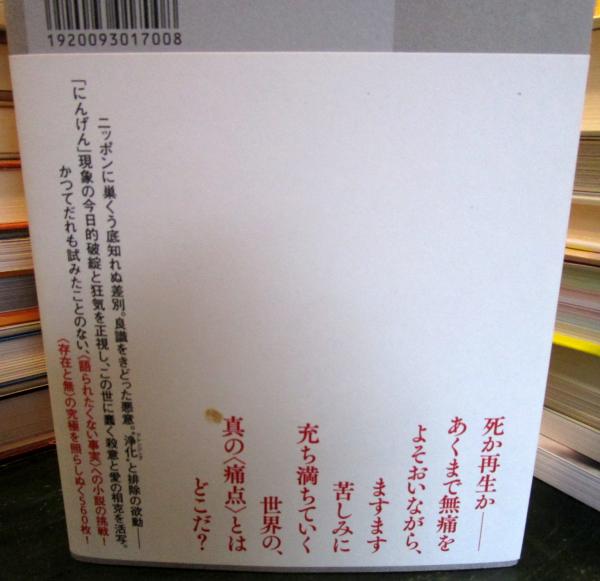 1920093017008
死か再生か——
あくまで無痛を
よそおいながら、
ますます
苦しみに
充ち満ちていく
世界の、
真の〈痛点〉とは
どこだ?
ニッポンに巣くう底知れぬ差別。良識をきどった悪意。「浄化」と排除の欲動——
「にんげん」現象の今日的破綻と狂気を正視し、この世に蠢く殺意と愛の相克を活写。
かつてだれも試みたことのない、〈語られたくない事実〉への小説の挑戦!
〈存在と無〉の究極を照らしぬく560枚!